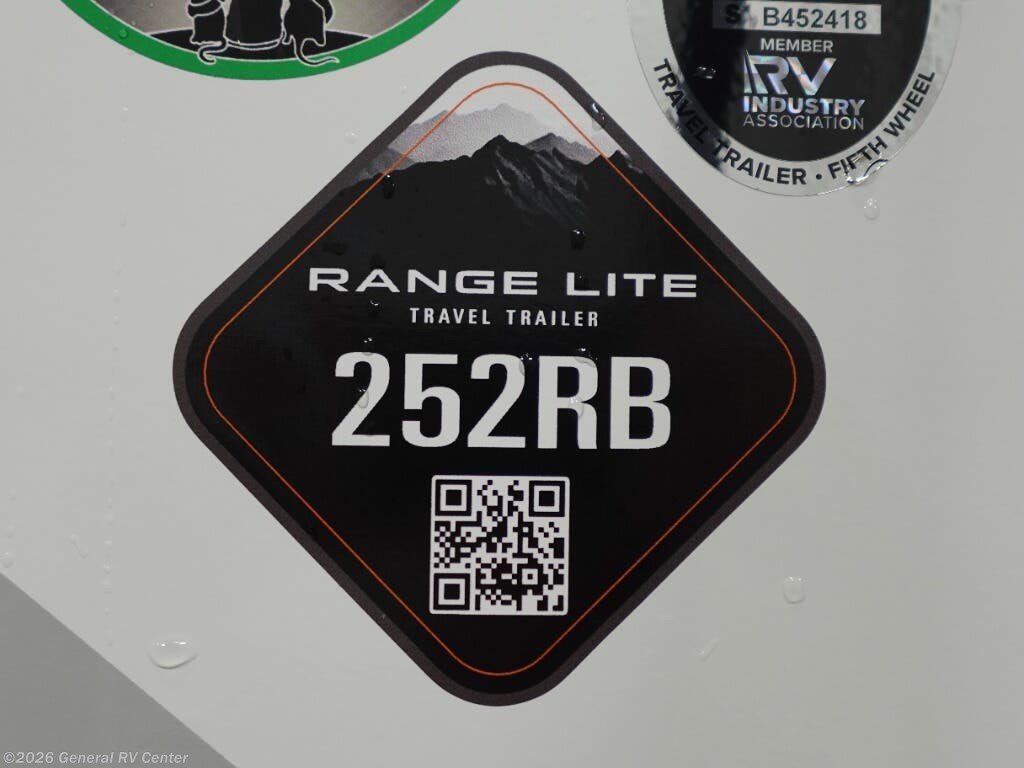 B452418
MEMBER
RV
INDUSTRY
ASSOCIATION
TRAVEL TRAILER • FIFTH WHEEL
RANGE LITE
TRAVEL TRAILER
252RB
©2026 General RV Center